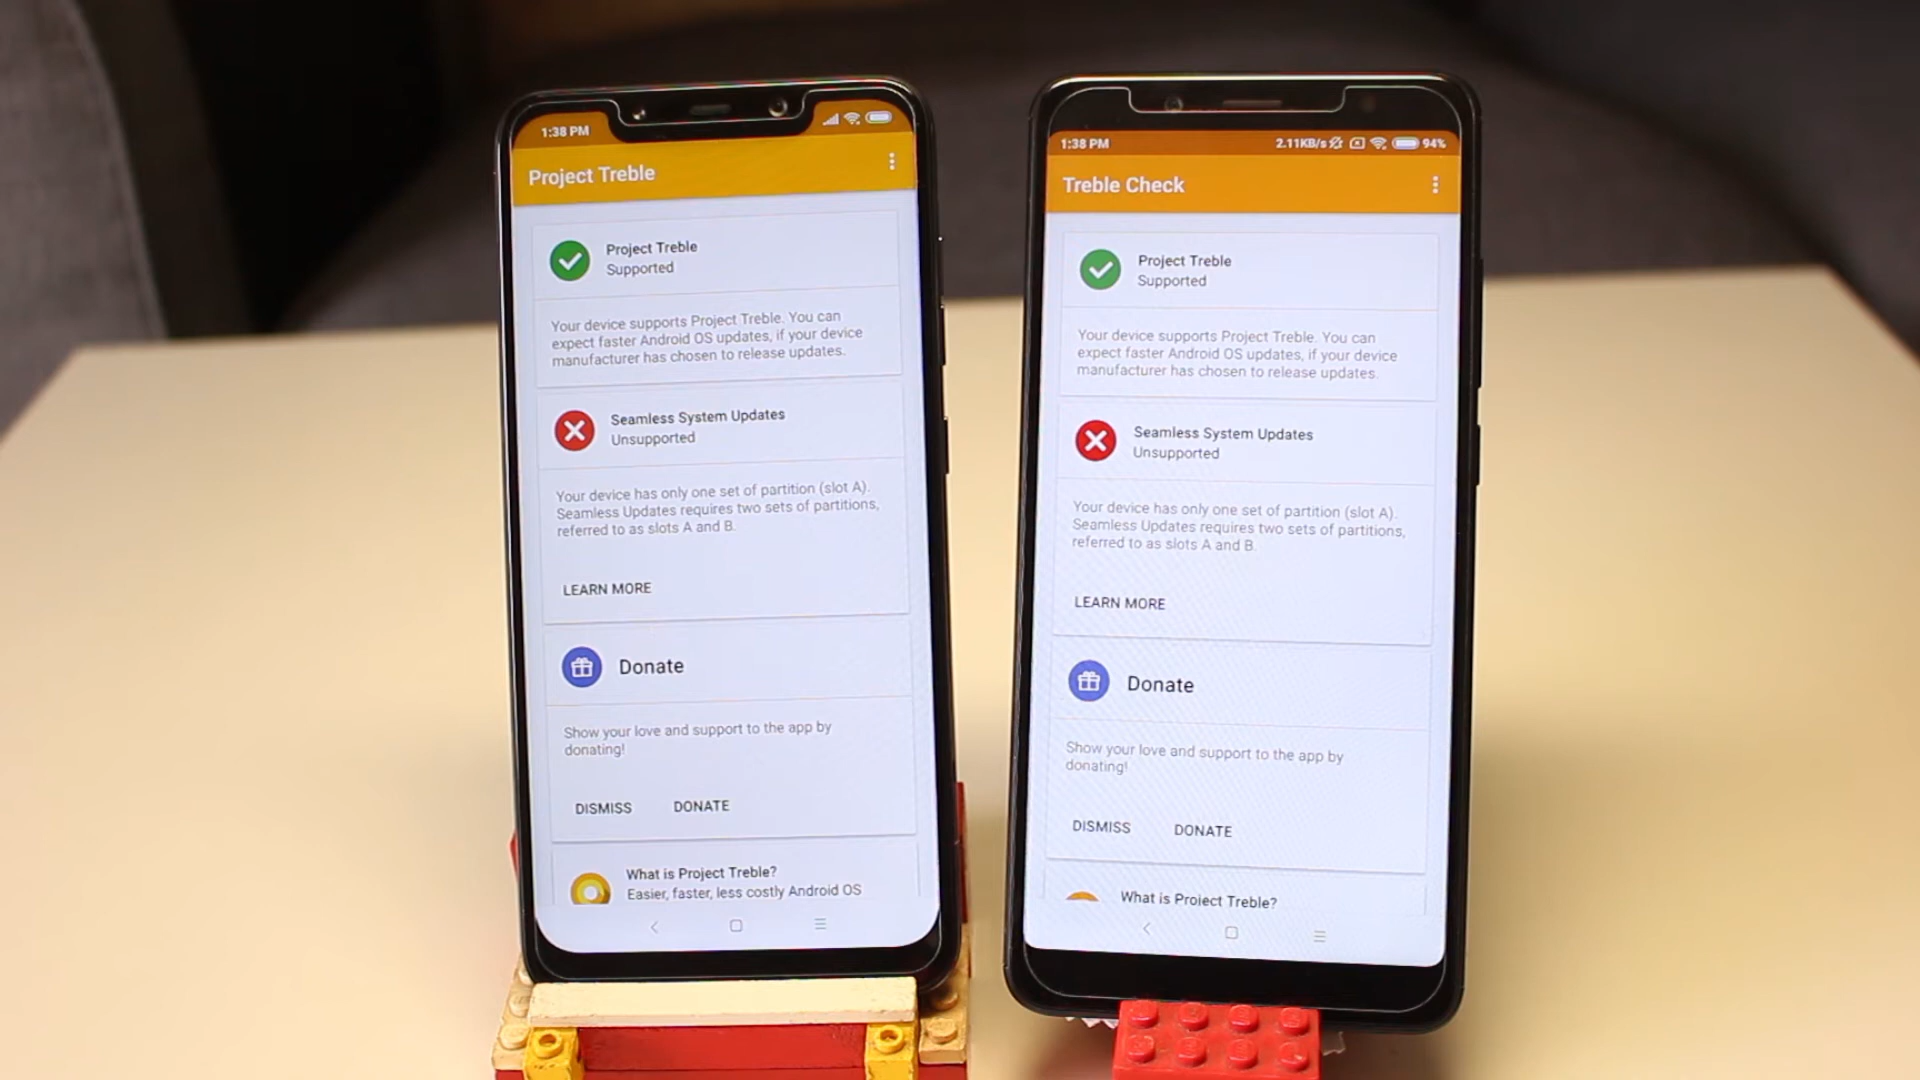 1:38 PM
Project Treble
Project Treble
Supported
Your device supports Project Treble. You can
expect faster Android OS updates, if your device
manufacturer has chosen to release updates.
Seamless System Updates
Unsupported
Your device has only one set of partition (slot A).
Seamless Updates requires two sets of partitions,
referred to as slots A and B.
LEARN MORE
Donate
Show your love and support to the app by
donating!
DISMISS DONATE
What is Project Treble?
Easier, faster, less costly Android OS
1:38 PM 2.11KB/s 94%
Treble Check
Project Treble
Supported
Your device supports Project Treble. You can
expect faster Android OS updates, if your device
manufacturer has chosen to release updates.
Seamless System Updates
Unsupported
Your device has only one set of partition (slot A).
Seamless Updates requires two sets of partitions,
referred to as slots A and B.
LEARN MORE
Donate
Show your love and support to the app by
donating!
DISMISS DONATE
What is Project Treble?